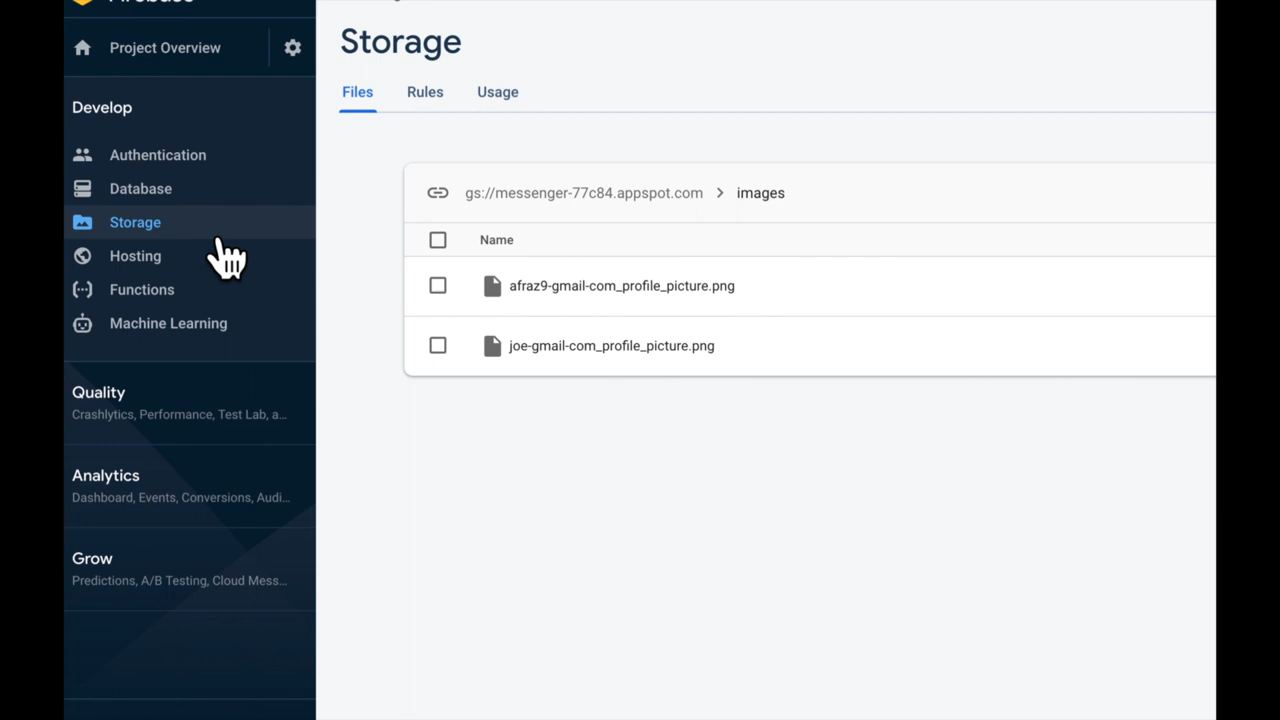 Project Overview
Develop
Authentication
Database
Storage
Hosting
Functions
Machine Learning
Quality
Crashlytics, Performance, Test Lab, a...
Analytics
Dashboard, Events, Conversions, Audi...
Grow
Predictions, A/B Testing, Cloud Mess...
Storage
Files Rules Usage
gs://messenger-77c84.appspot.com > images
Name
afraz9-gmail-com_profile_picture.png
joe-gmail-com_profile_picture.png